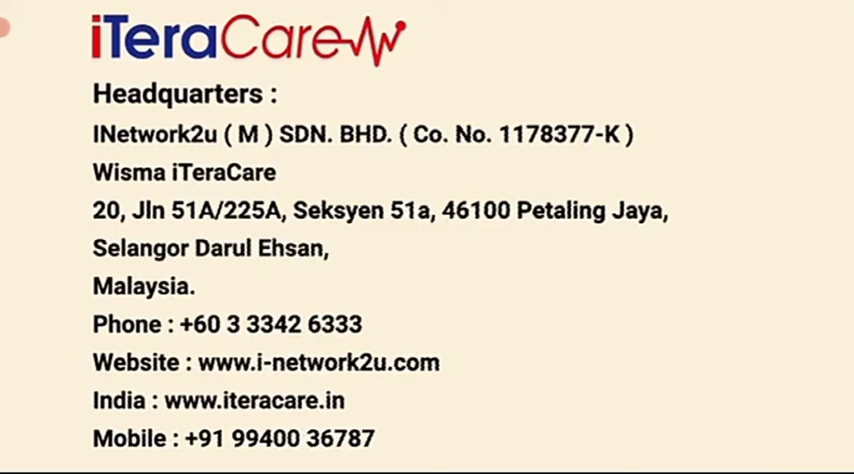 iTeraCare
Headquarters :
INetwork2u ( M ) SDN. BHD. ( Co. No. 1178377-K )
Wisma iTeraCare
20, Jln 51A/225A, Seksyen 51a, 46100 Petaling Jaya,
Selangor Darul Ehsan,
Malaysia.
Phone : +60 3 3342 6333
Website : www.i-network2u.com
India : www.iteracare.in
Mobile : +91 99400 36787